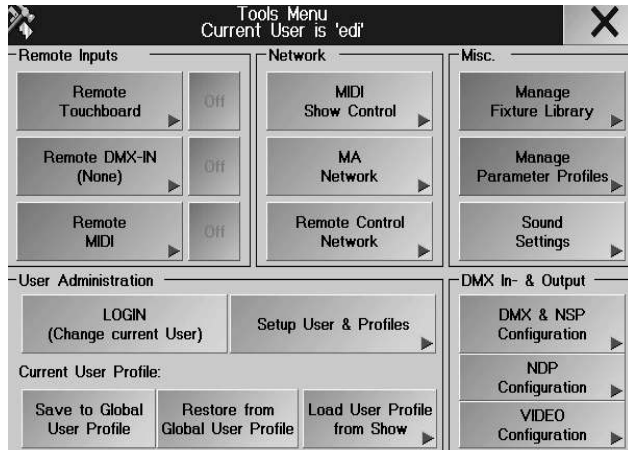 Tools Menu
Current User is 'edi'
Remote Inputs
Remote
Touchboard
Off
Remote DMX-IN
(None)
Off
Remote
MIDI
Off
Network
MIDI
Show Control
MA
Network
Remote Control
Network
Misc.
Manage
Fixture Library
Manage
Parameter Profiles
Sound
Settings
User Administration
LOGIN
(Change current User)
Setup User & Profiles
Current User Profile:
Save to Global
User Profile
Restore from
Global User Profile
Load User Profile
from Show
DMX In- & Output
DMX & NSP
Configuration
NDP
Configuration
VIDEO
Configuration